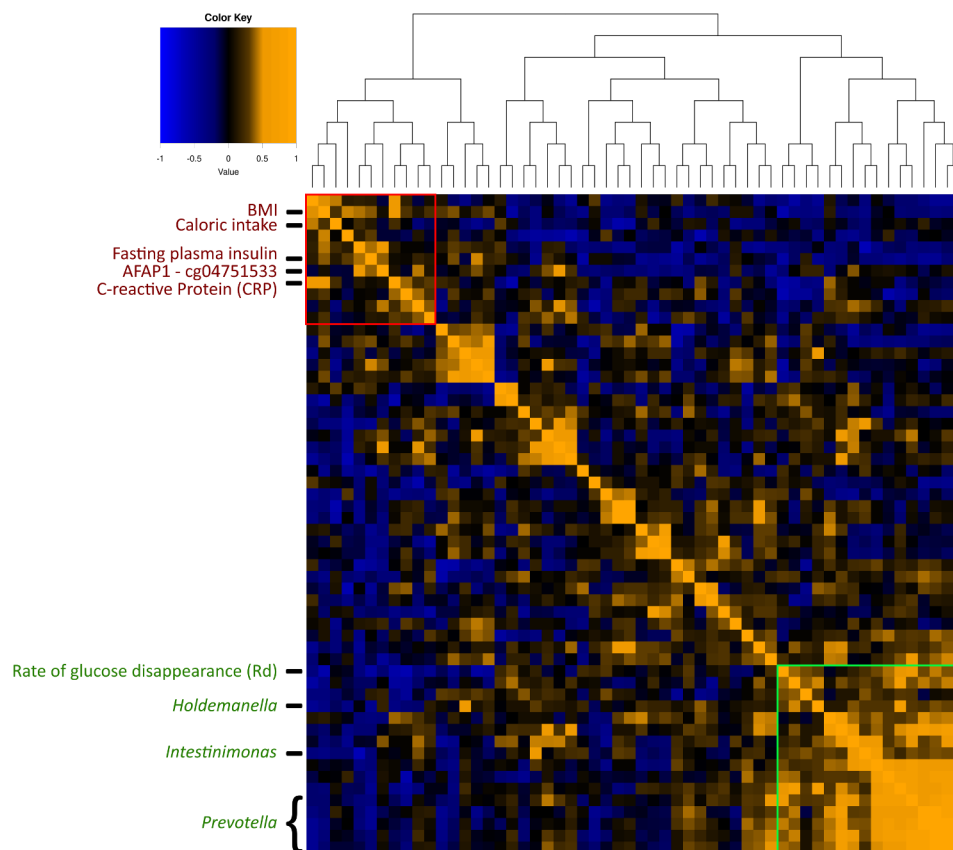 Color Key
-1 -0.5 0 0.5 1
Value
BMI
Caloric intake
Fasting plasma insulin
AFAP1 - cg04751533
C-reactive Protein (CRP)
Rate of glucose disappearance (Rd)
Holdemanella
Intestinimonas
Prevotella